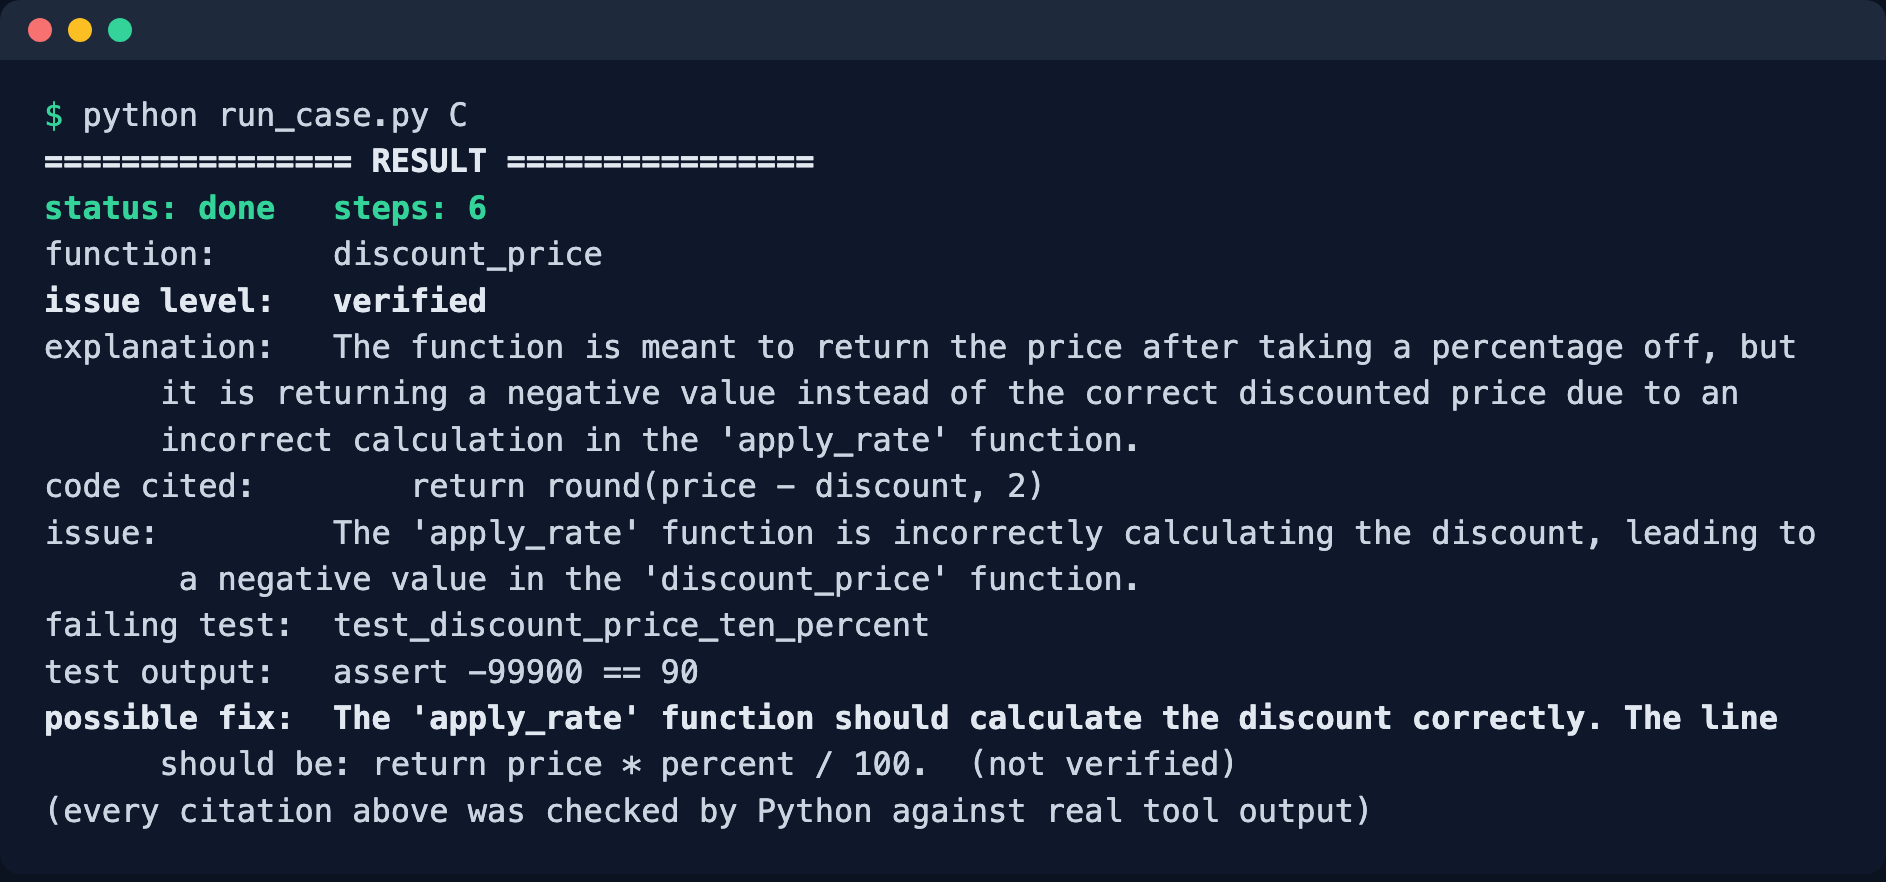 $ python run_case.py C
================ RESULT ================
status: done   steps: 6
function:      discount_price
issue level:   verified
explanation:   The function is meant to return the price after taking a percentage off, but
      it is returning a negative value instead of the correct discounted price due to an
      incorrect calculation in the 'apply_rate' function.
code cited:        return round(price - discount, 2)
issue:         The 'apply_rate' function is incorrectly calculating the discount, leading to
       a negative value in the 'discount_price' function.
failing test:  test_discount_price_ten_percent
test output:   assert -99900 == 90
possible fix:  The 'apply_rate' function should calculate the discount correctly. The line
      should be: return price * percent / 100.  (not verified)
(every citation above was checked by Python against real tool output)